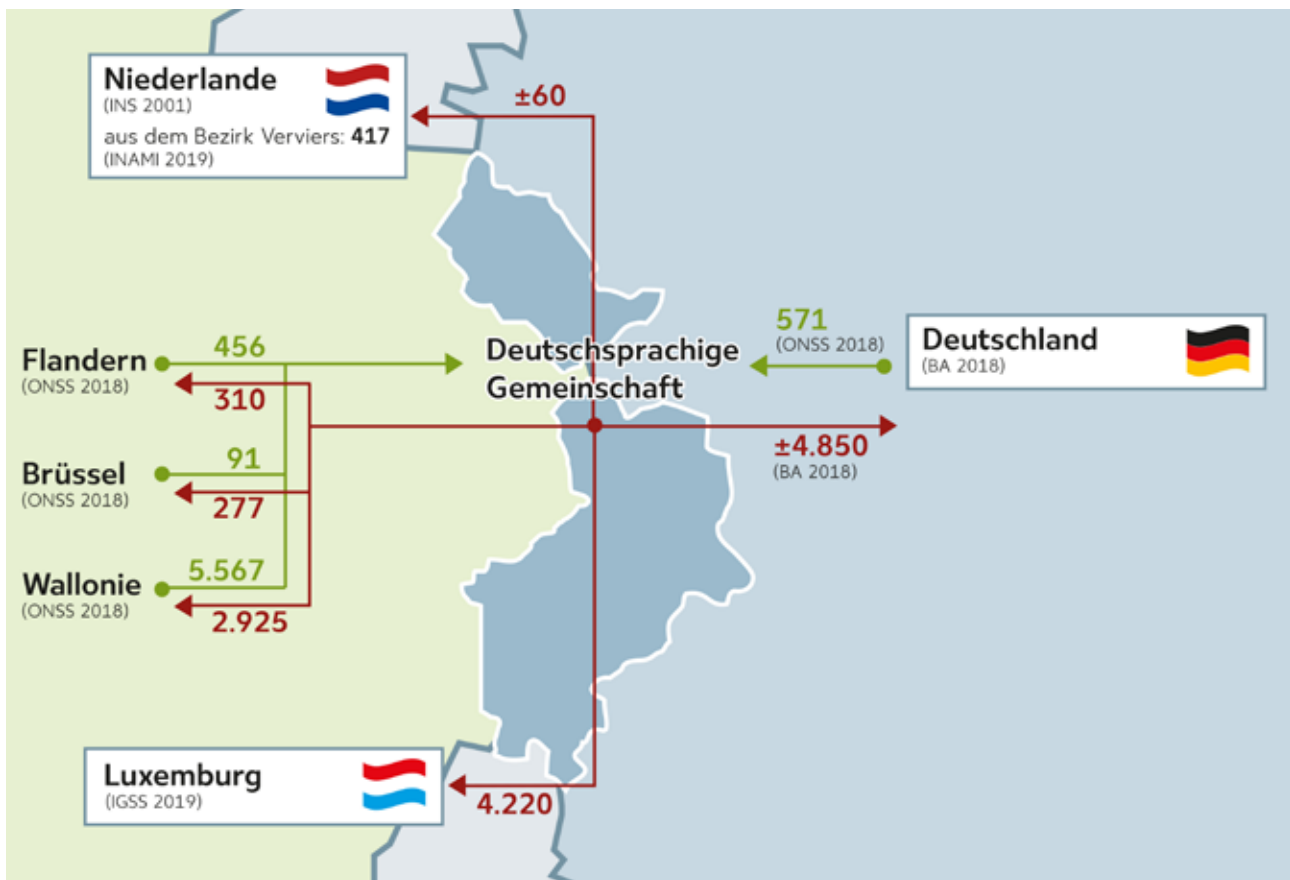 Niederlande
(INS 2001)
aus dem Bezirk Verviers: 417
(INAMI 2019)
±60
Flandern
(ONSS 2018)
456
310
Deutschsprachige
Gemeinschaft
571
(ONSS 2018)
Deutschland
(BA 2018)
±4.850
(BA 2018)
Brüssel
(ONSS 2018)
91
277
Wallonie
(ONSS 2018)
5.567
2.925
Luxemburg
(IGSS 2019)
4.220